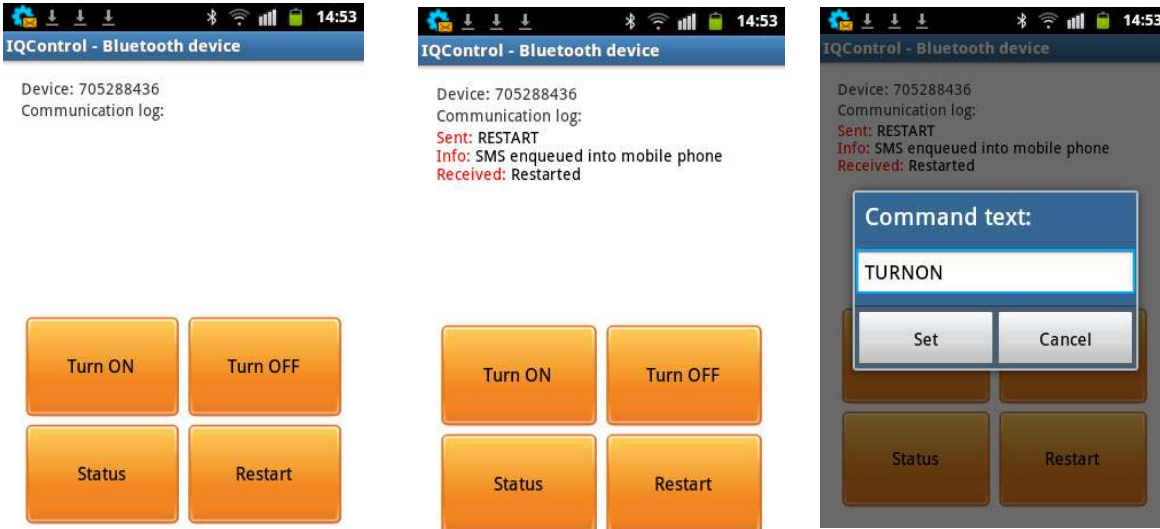 14:53
IQControl - Bluetooth device
Device: 705288436
Communication log:
Turn ON
Turn OFF
Status
Restart
14:53
IQControl - Bluetooth device
Device: 705288436
Communication log:
Sent: RESTART
Info: SMS enqueued into mobile phone
Received: Restarted
Turn ON
Turn OFF
Status
Restart
14:53
IQControl - Bluetooth device
Device: 705288436
Communication log:
Sent: RESTART
Info: SMS enqueued into mobile phone
Received: Restarted
Command text:
TURNON
Set
Cancel
Status
Restart